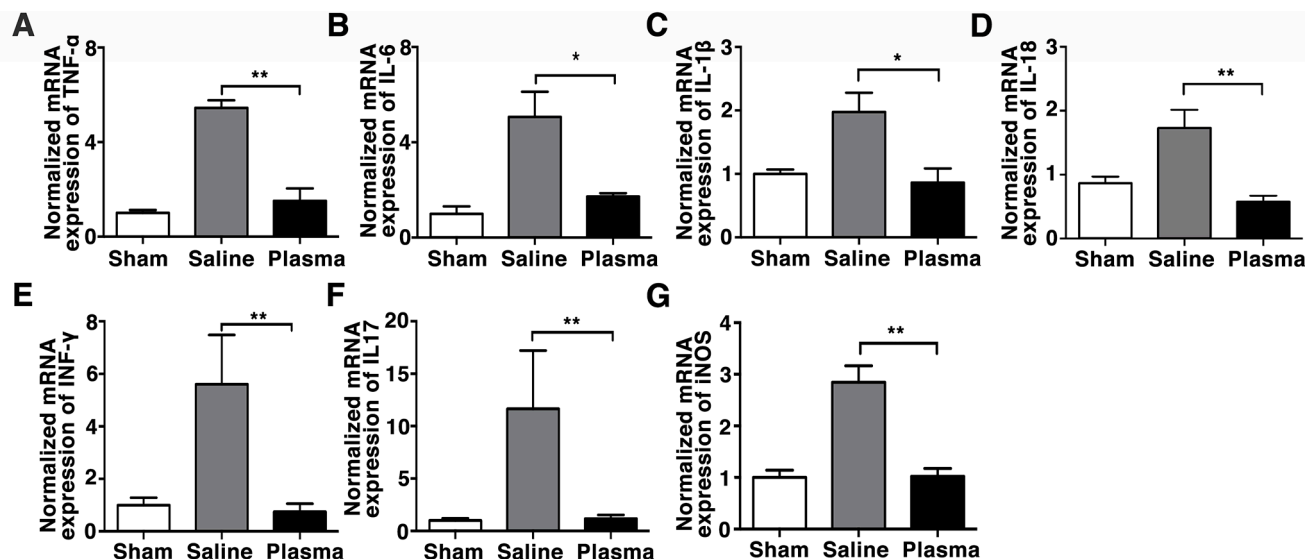 A
Normalized mRNA
expression of TNF-α
8
4
0
**
Sham Saline Plasma
B
Normalized mRNA
expression of IL-6
8
4
0
*
Sham Saline Plasma
C
Normalized mRNA
expression of IL-1β
3
2
1
0
*
Sham Saline Plasma
D
Normalized mRNA
expression of IL-18
3
2
1
0
**
Sham Saline Plasma
E
Normalized mRNA
expression of INF-γ
8
6
4
2
0
**
Sham Saline Plasma
F
Normalized mRNA
expression of IL17
20
15
10
5
0
**
Sham Saline Plasma
G
Normalized mRNA
expression of iNOS
4
3
2
1
0
**
Sham Saline Plasma